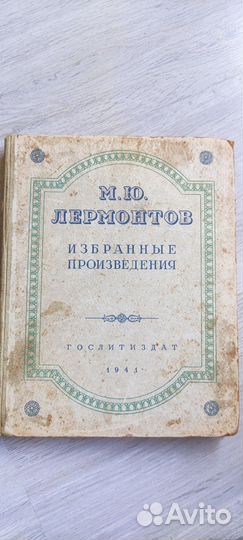 М.Ю.
ЛЕРМОНТОВ
ИЗБРАННЫЕ
ПРОИЗВЕДЕНИЯ
ГОСЛИТИЗДАТ
1941
Avito